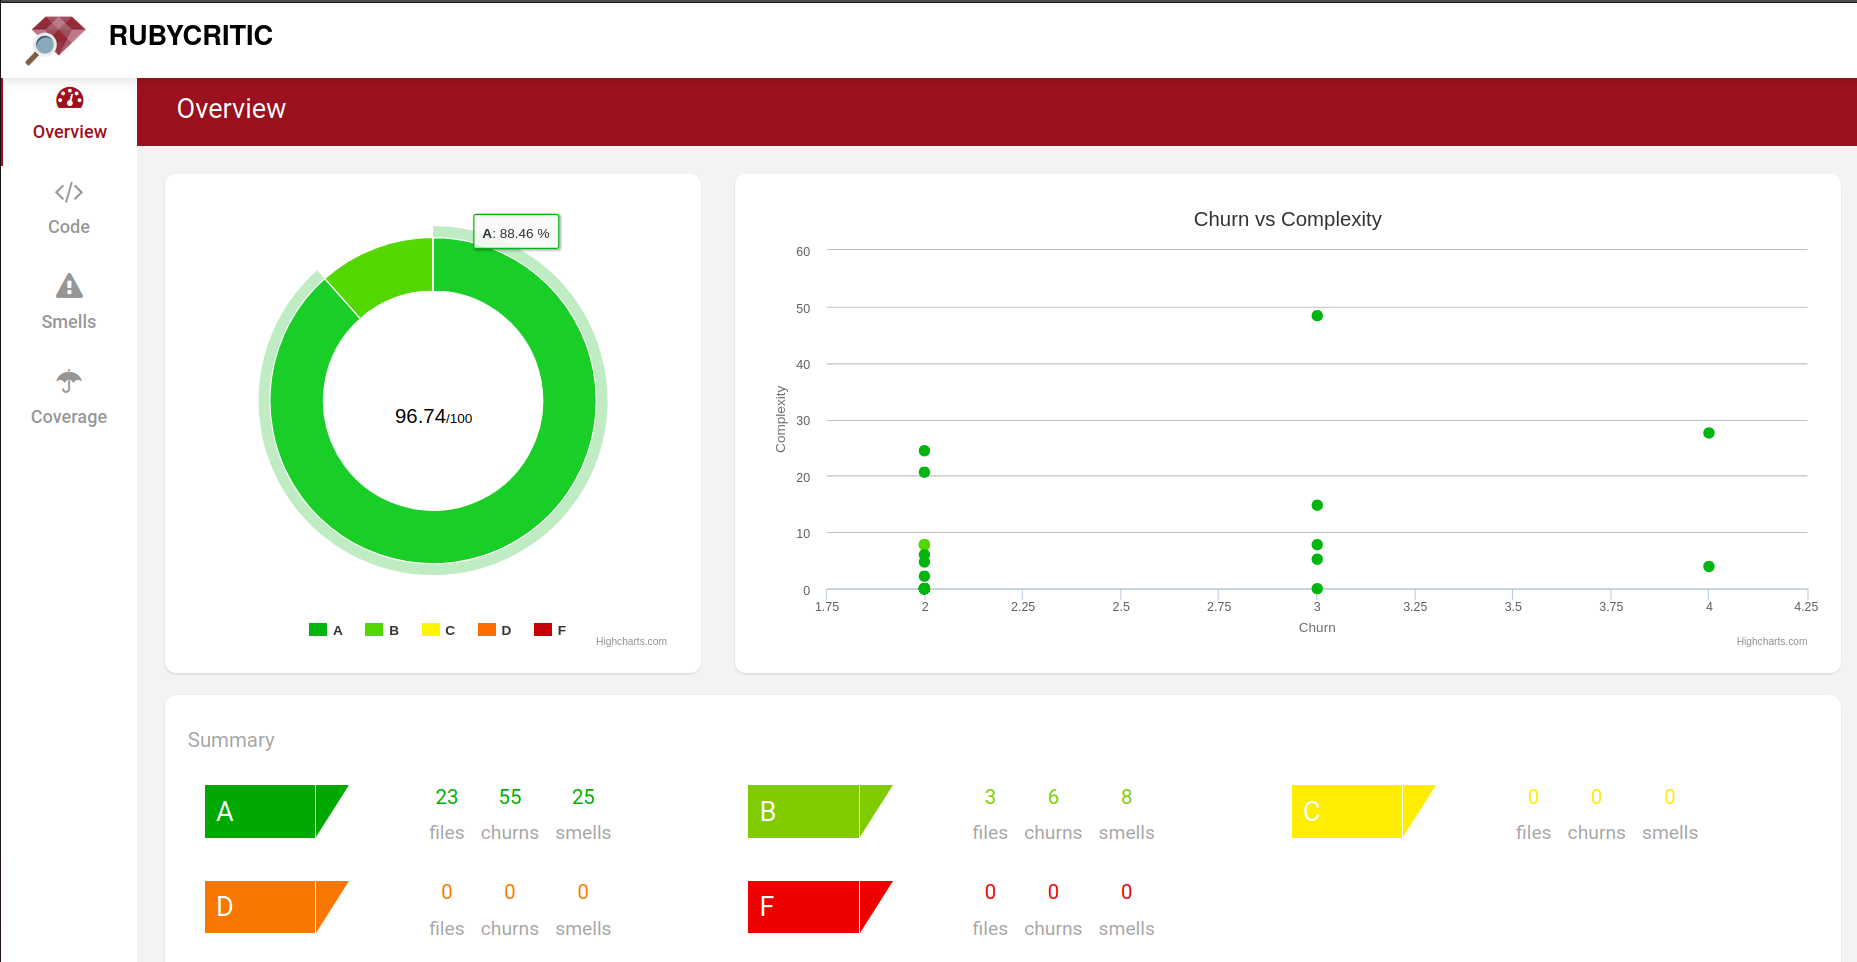 RUBYCRITIC
Overview
Code
Smells
Coverage
Overview
A: 88.46 %
96.74/100
A B C D F
Highcharts.com
Churn vs Complexity
Complexity
60
50
40
30
20
10
0
1.75 2 2.25 2.5 2.75 3 3.25 3.5 3.75 4 4.25
Churn
Highcharts.com
Summary
A
23 55 25
files churns smells
B
3 6 8
files churns smells
C
0 0 0
files churns smells
D
0 0 0
files churns smells
F
0 0 0
files churns smells